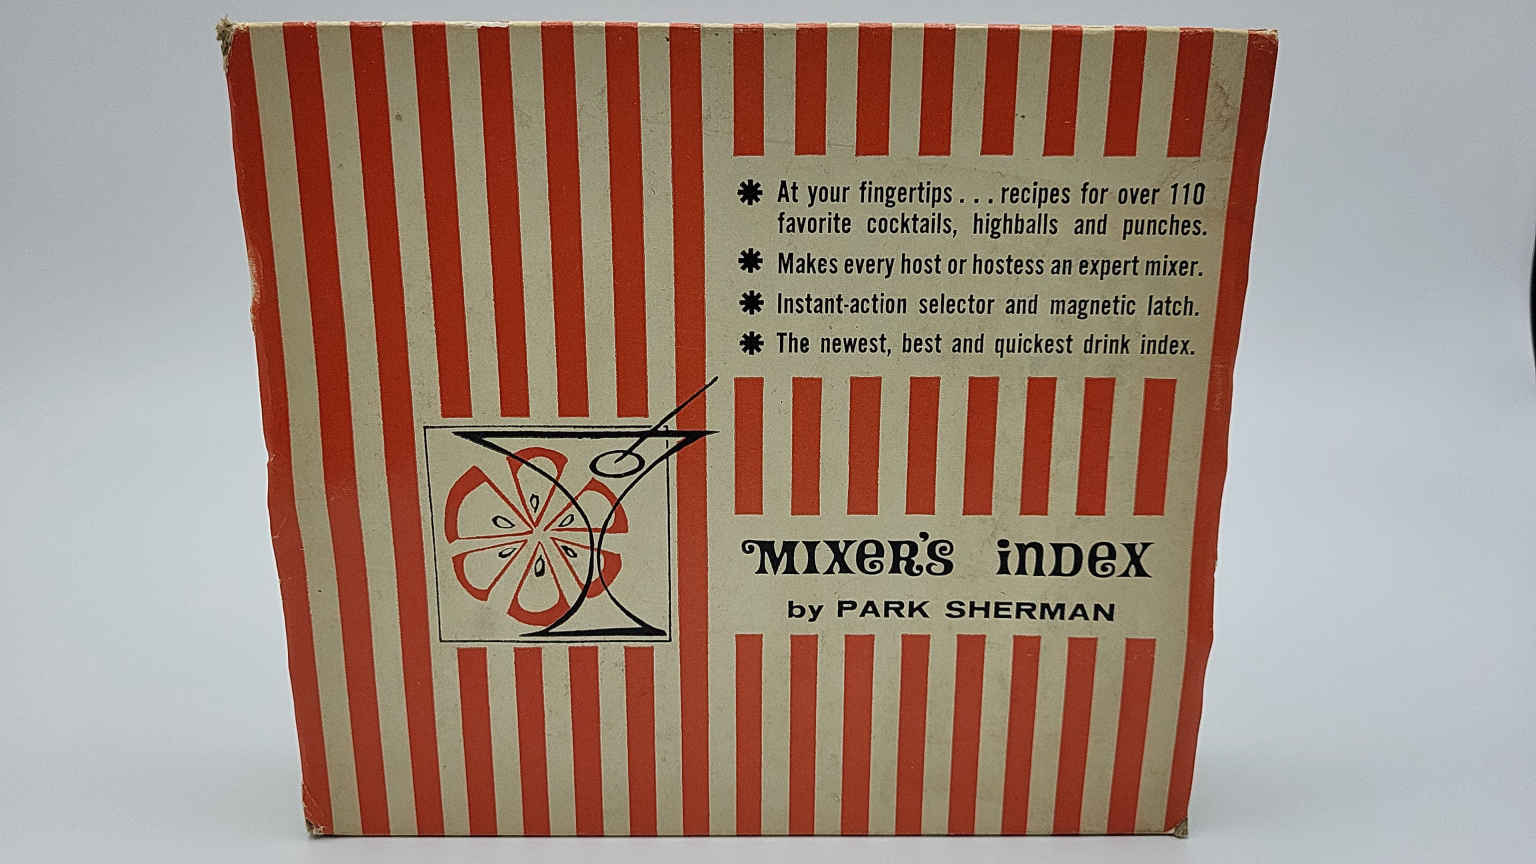 ✱ At your fingertips . . . recipes for over 110
favorite cocktails, highballs and punches.
✱ Makes every host or hostess an expert mixer.
✱ Instant-action selector and magnetic latch.
✱ The newest, best and quickest drink index.
MIXER'S INDEX
by PARK SHERMAN